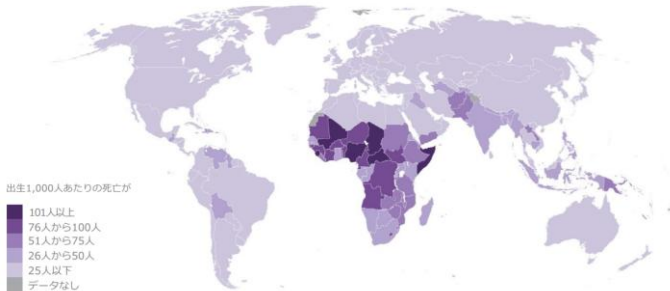 出生1,000人あたりの死亡が
101人以上
76人から100人
51人から75人
26人から50人
25人以下
データなし